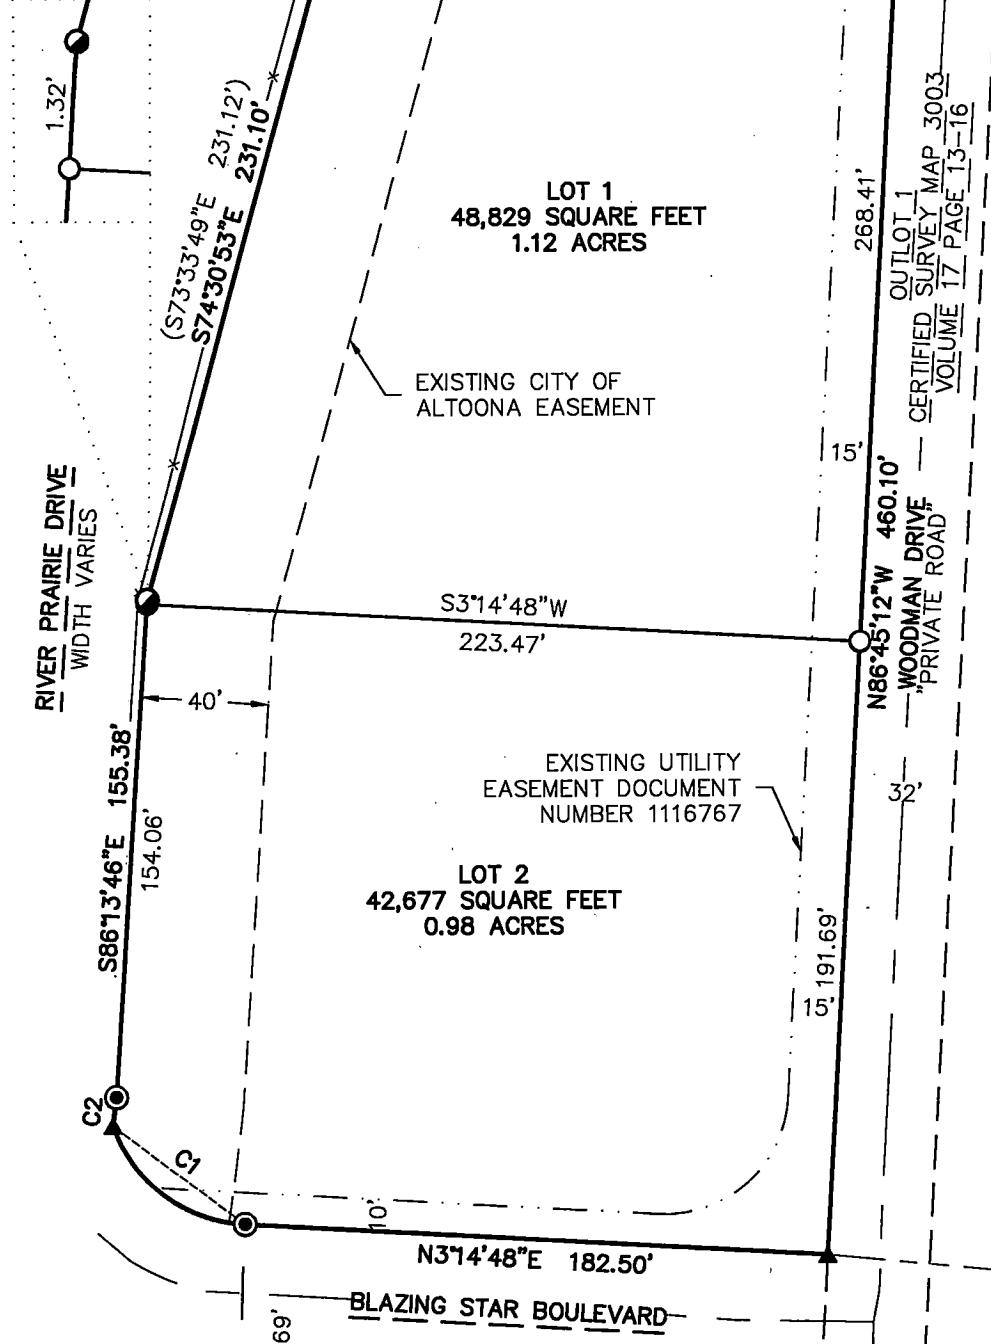 1.32'
(S73°33'49"E 231.12')
S74°30'53"E 231.10'
LOT 1
48,829 SQUARE FEET
1.12 ACRES
268.41'
OUTLOT 1
CERTIFIED SURVEY MAP 3003
VOLUME 17 PAGE 13-16
EXISTING CITY OF
ALTOONA EASEMENT
15'
RIVER PRAIRIE DRIVE
WIDTH VARIES
S3°14'48"W
223.47'
N86°45'12"W 460.10'
WOODMAN DRIVE
"PRIVATE ROAD"
40'
S86°13'46"E 155.38'
154.06'
EXISTING UTILITY
EASEMENT DOCUMENT
NUMBER 1116767
32'
LOT 2
42,677 SQUARE FEET
0.98 ACRES
191.69'
15'
C2
C1
10'
N3°14'48"E 182.50'
BLAZING STAR BOULEVARD
69'